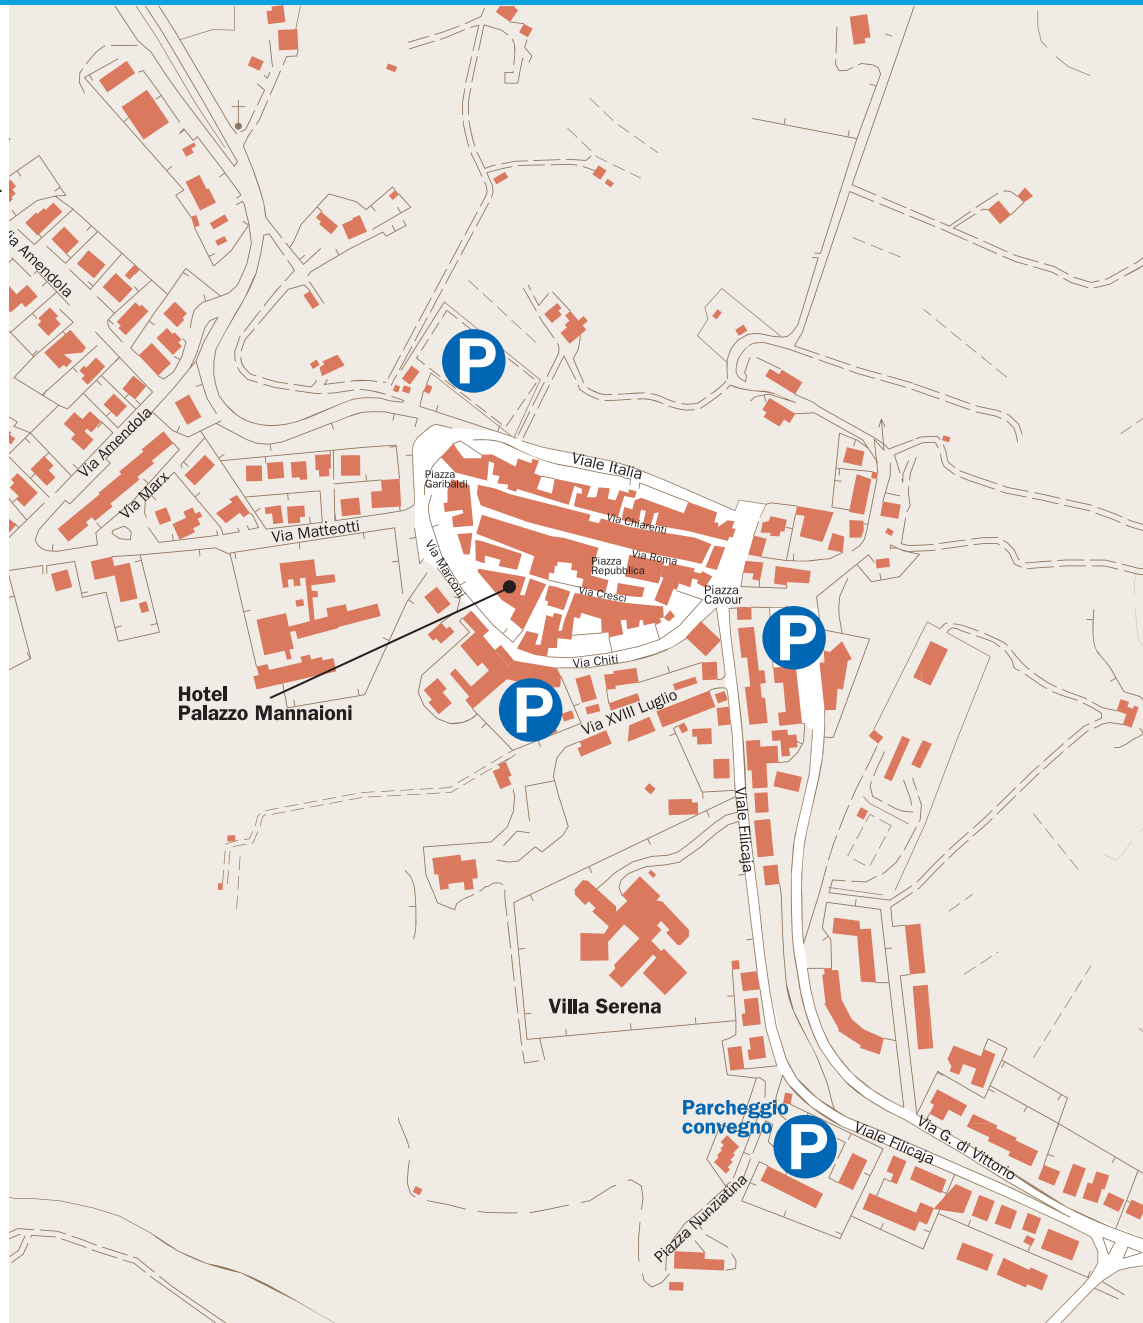 Via Amendola
P
Viale Italia
Piazza
Garibaldi
Via Amendola
Via Marx
Via Chiarenti
Via Matteotti
Via Marconi
Via Roma
Piazza
Repubblica
Via Cresci
Piazza
Cavour
P
Via Chiti
Hotel
Palazzo Mannaioni
P
Via XVIII Luglio
Viale Filicaja
Villa Serena
Parcheggio
convegno
P
Viale Filicaja
Via G. di Vittorio
Piazza Nunziatina